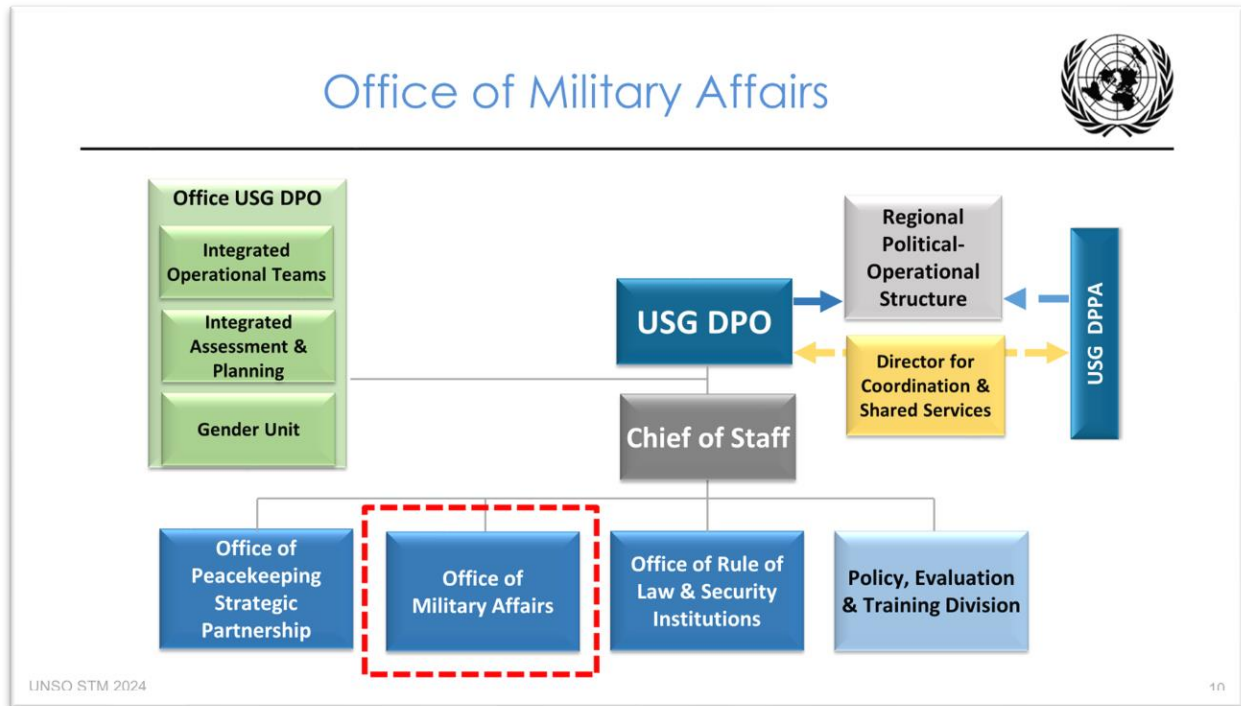 Office of Military Affairs
Office USG DPO
Integrated
Operational Teams
Integrated
Assessment &
Planning
Gender Unit
USG DPO
Regional
Political-
Operational
Structure
Director for
Coordination &
Shared Services
USG DPPA
Chief of Staff
Office of
Peacekeeping
Strategic
Partnership
Office of
Military Affairs
Office of Rule of
Law & Security
Institutions
Policy, Evaluation
& Training Division
UNSO STM 2024
10